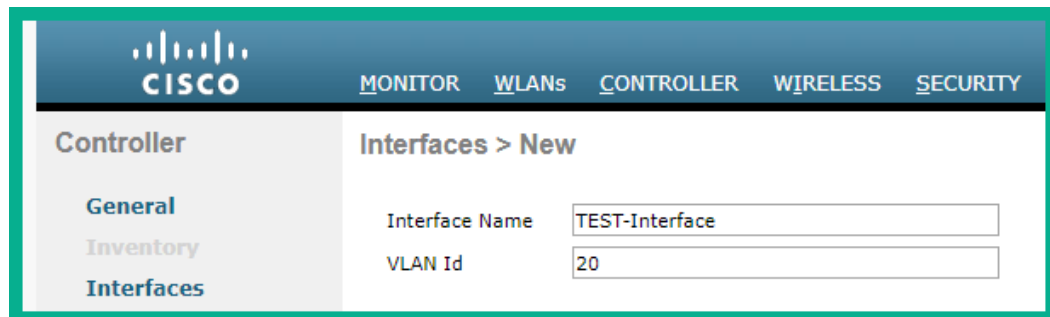 CISCO
MONITOR WLANs CONTROLLER WIRELESS SECURITY
Controller
General
Inventory
Interfaces
Interfaces > New
Interface Name TEST-Interface
VLAN Id 20